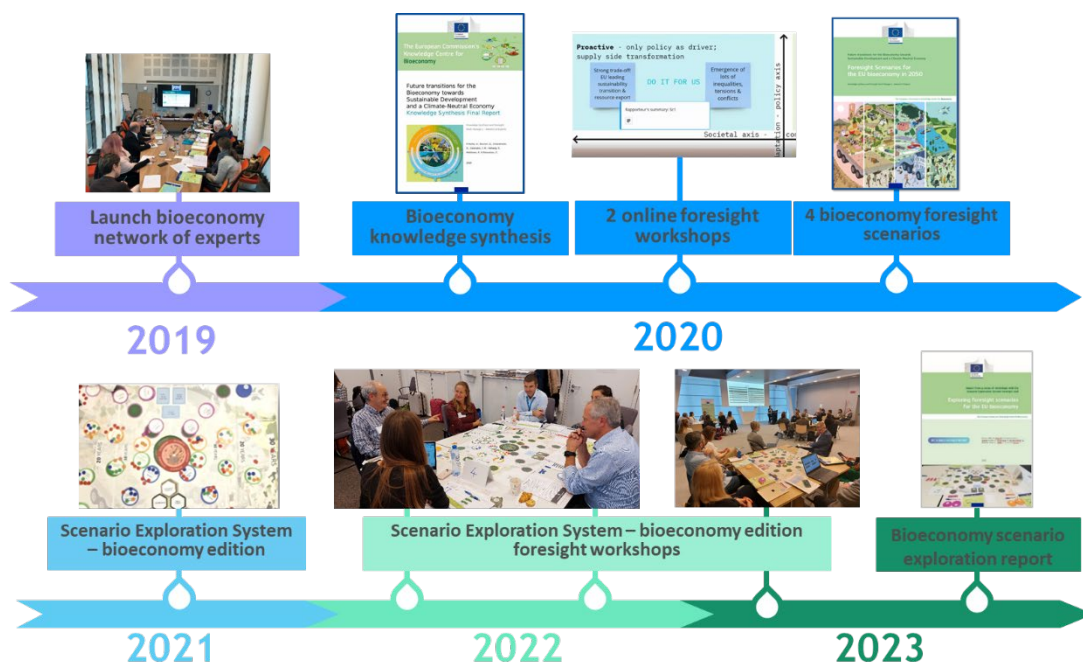 The European Commission's
Knowledge Centre for
Bioeconomy
Future transitions for the
Bioeconomy towards
Sustainable Development
and a Climate-Neutral Economy
Knowledge Synthesis Final Report
Proactive - only policy as driver;
supply side transformation
Strong trade-off
EU leading
sustainability
transition &
resource export
DO IT FOR US
Emergence of
lots of
inequalities,
tensions &
conflicts
Rapporteur's summary
Societal axis -
aptation - policy axis
Foresight Scenarios for
the EU bioeconomy in 2050
Launch bioeconomy
network of experts
Bioeconomy
knowledge synthesis
2 online foresight
workshops
4 bioeconomy foresight
scenarios
2019
2020
Exploring foresight scenarios
for the EU Bioeconomy
4
Scenario Exploration System
– bioeconomy edition
Scenario Exploration System – bioeconomy edition
foresight workshops
Bioeconomy scenario
exploration report
2021
2022
2023